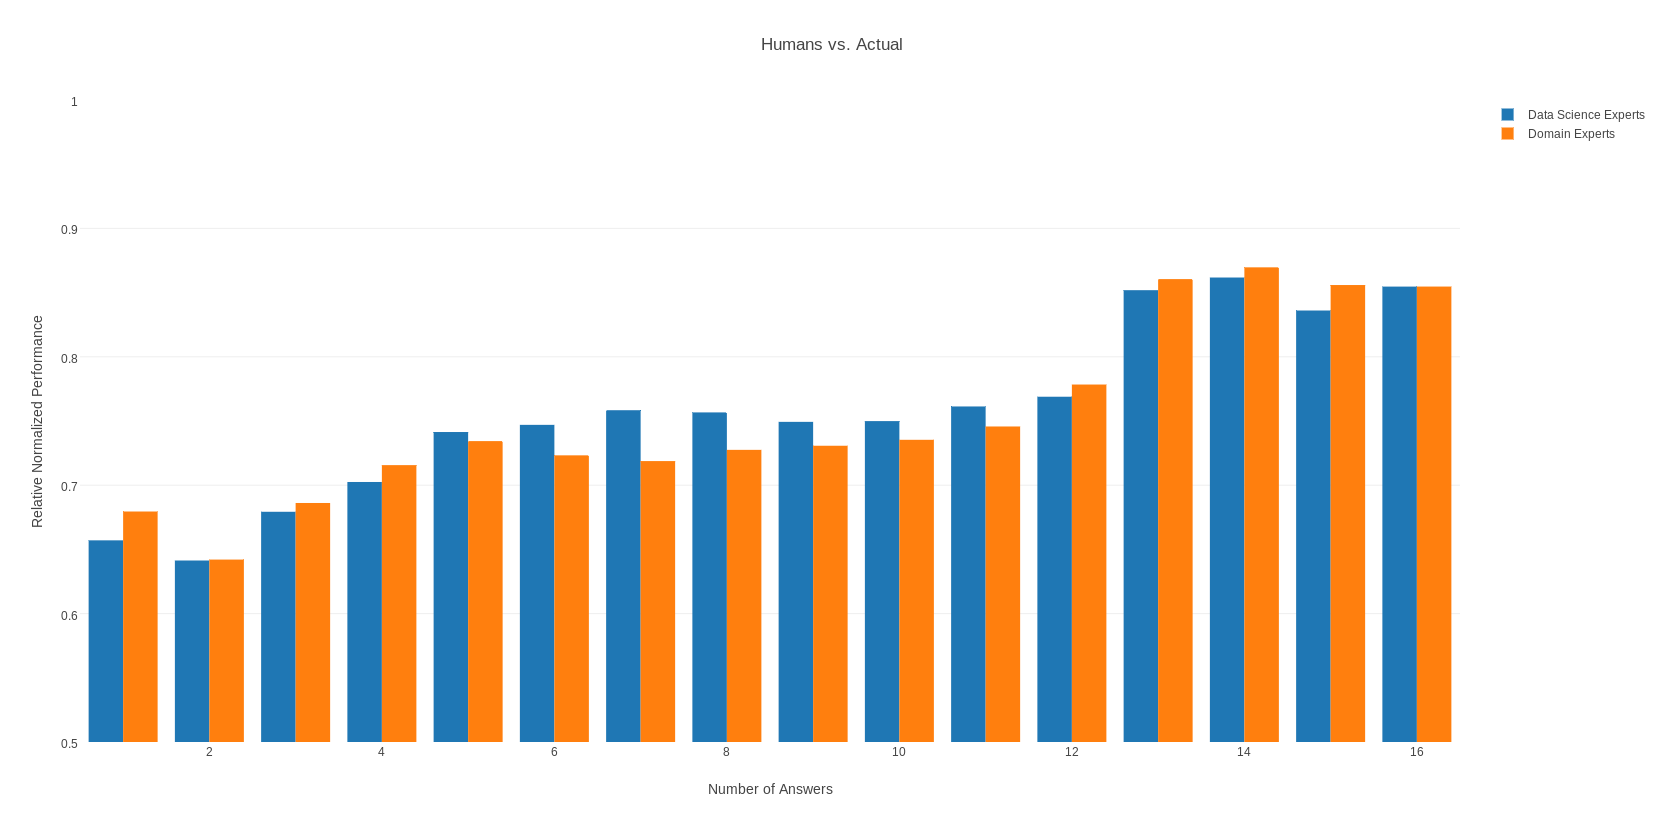 Humans vs. Actual
1
0.9
0.8
0.7
0.6
0.5
Relative Normalized Performance
2 4 6 8 10 12 14 16
Number of Answers
Data Science Experts
Domain Experts